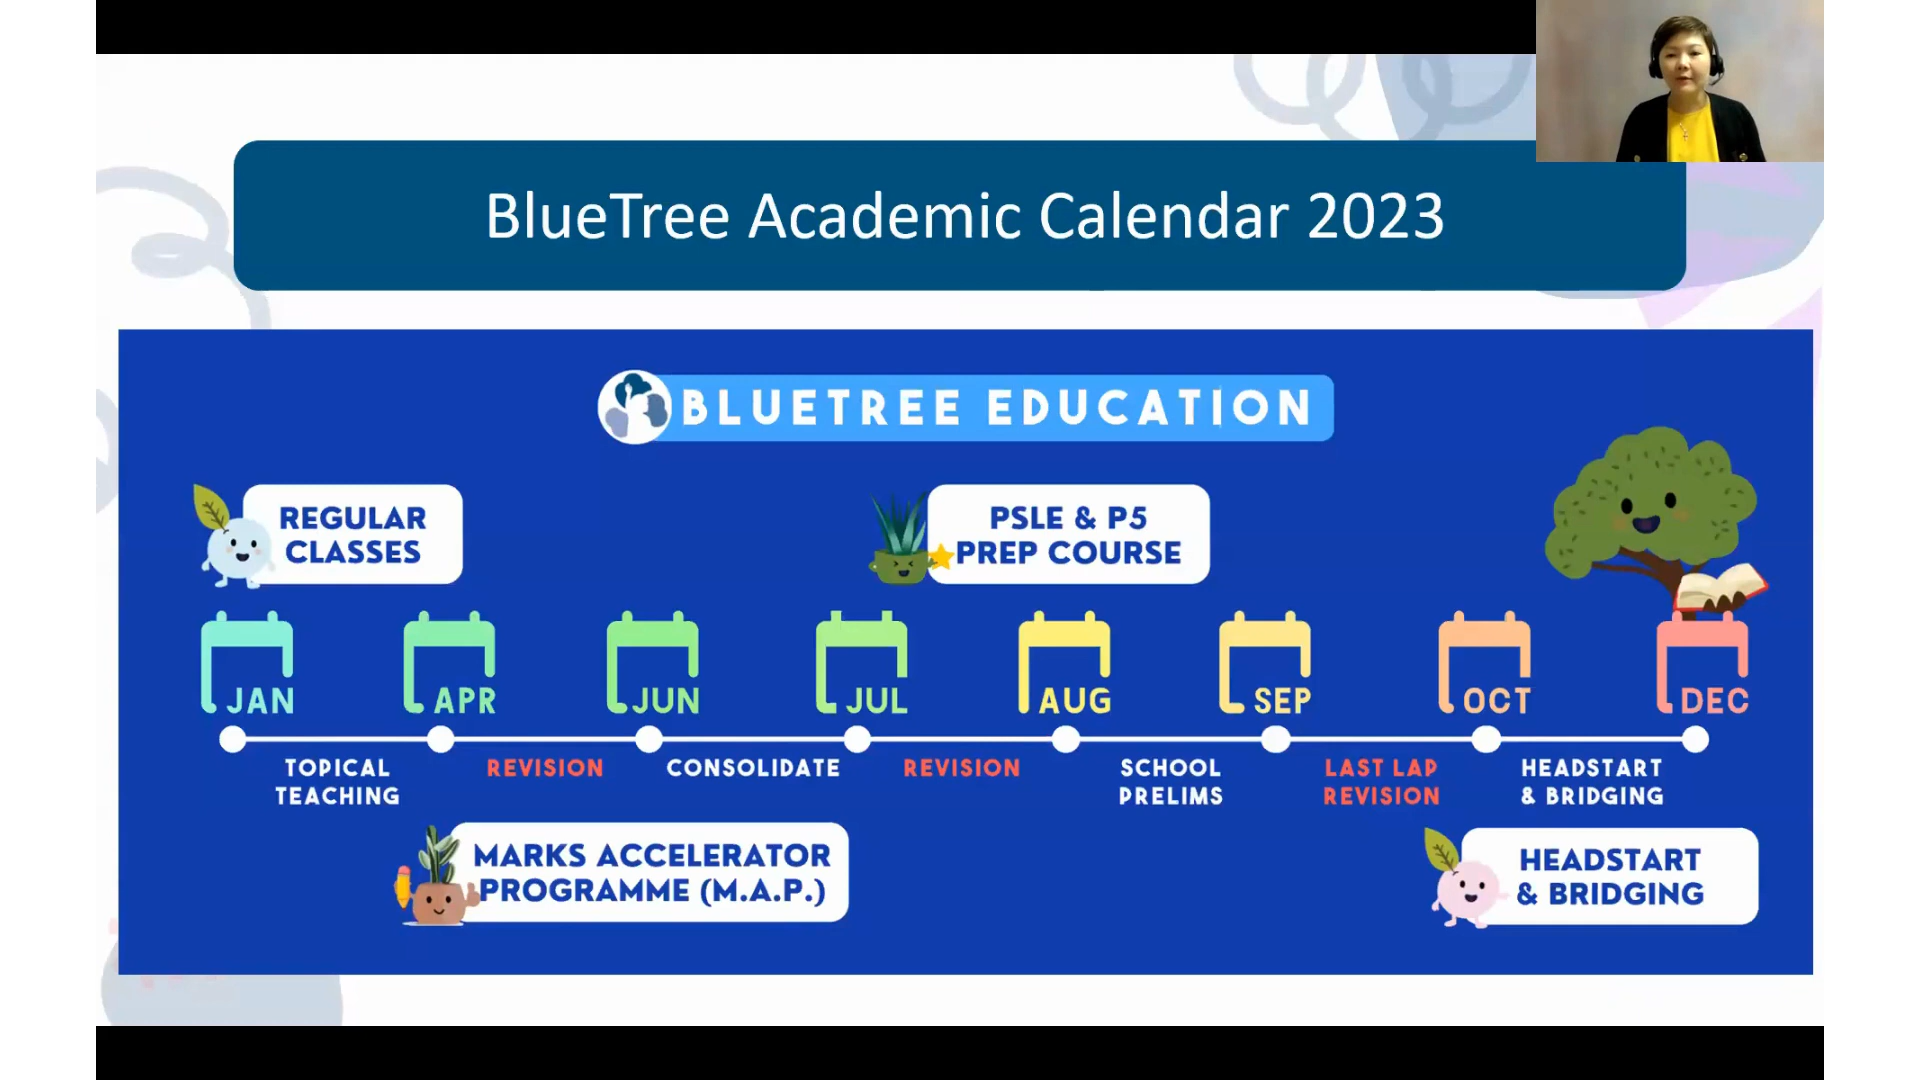 BlueTree Academic Calendar 2023
BLUETREE EDUCATION
REGULAR
CLASSES
PSLE & P5
PREP COURSE
JAN
APR
JUN
JUL
AUG
SEP
OCT
DEC
TOPICAL
TEACHING
REVISION
CONSOLIDATE
REVISION
SCHOOL
PRELIMS
LAST LAP
REVISION
HEADSTART
& BRIDGING
MARKS ACCELERATOR
PROGRAMME (M.A.P.)
HEADSTART
& BRIDGING